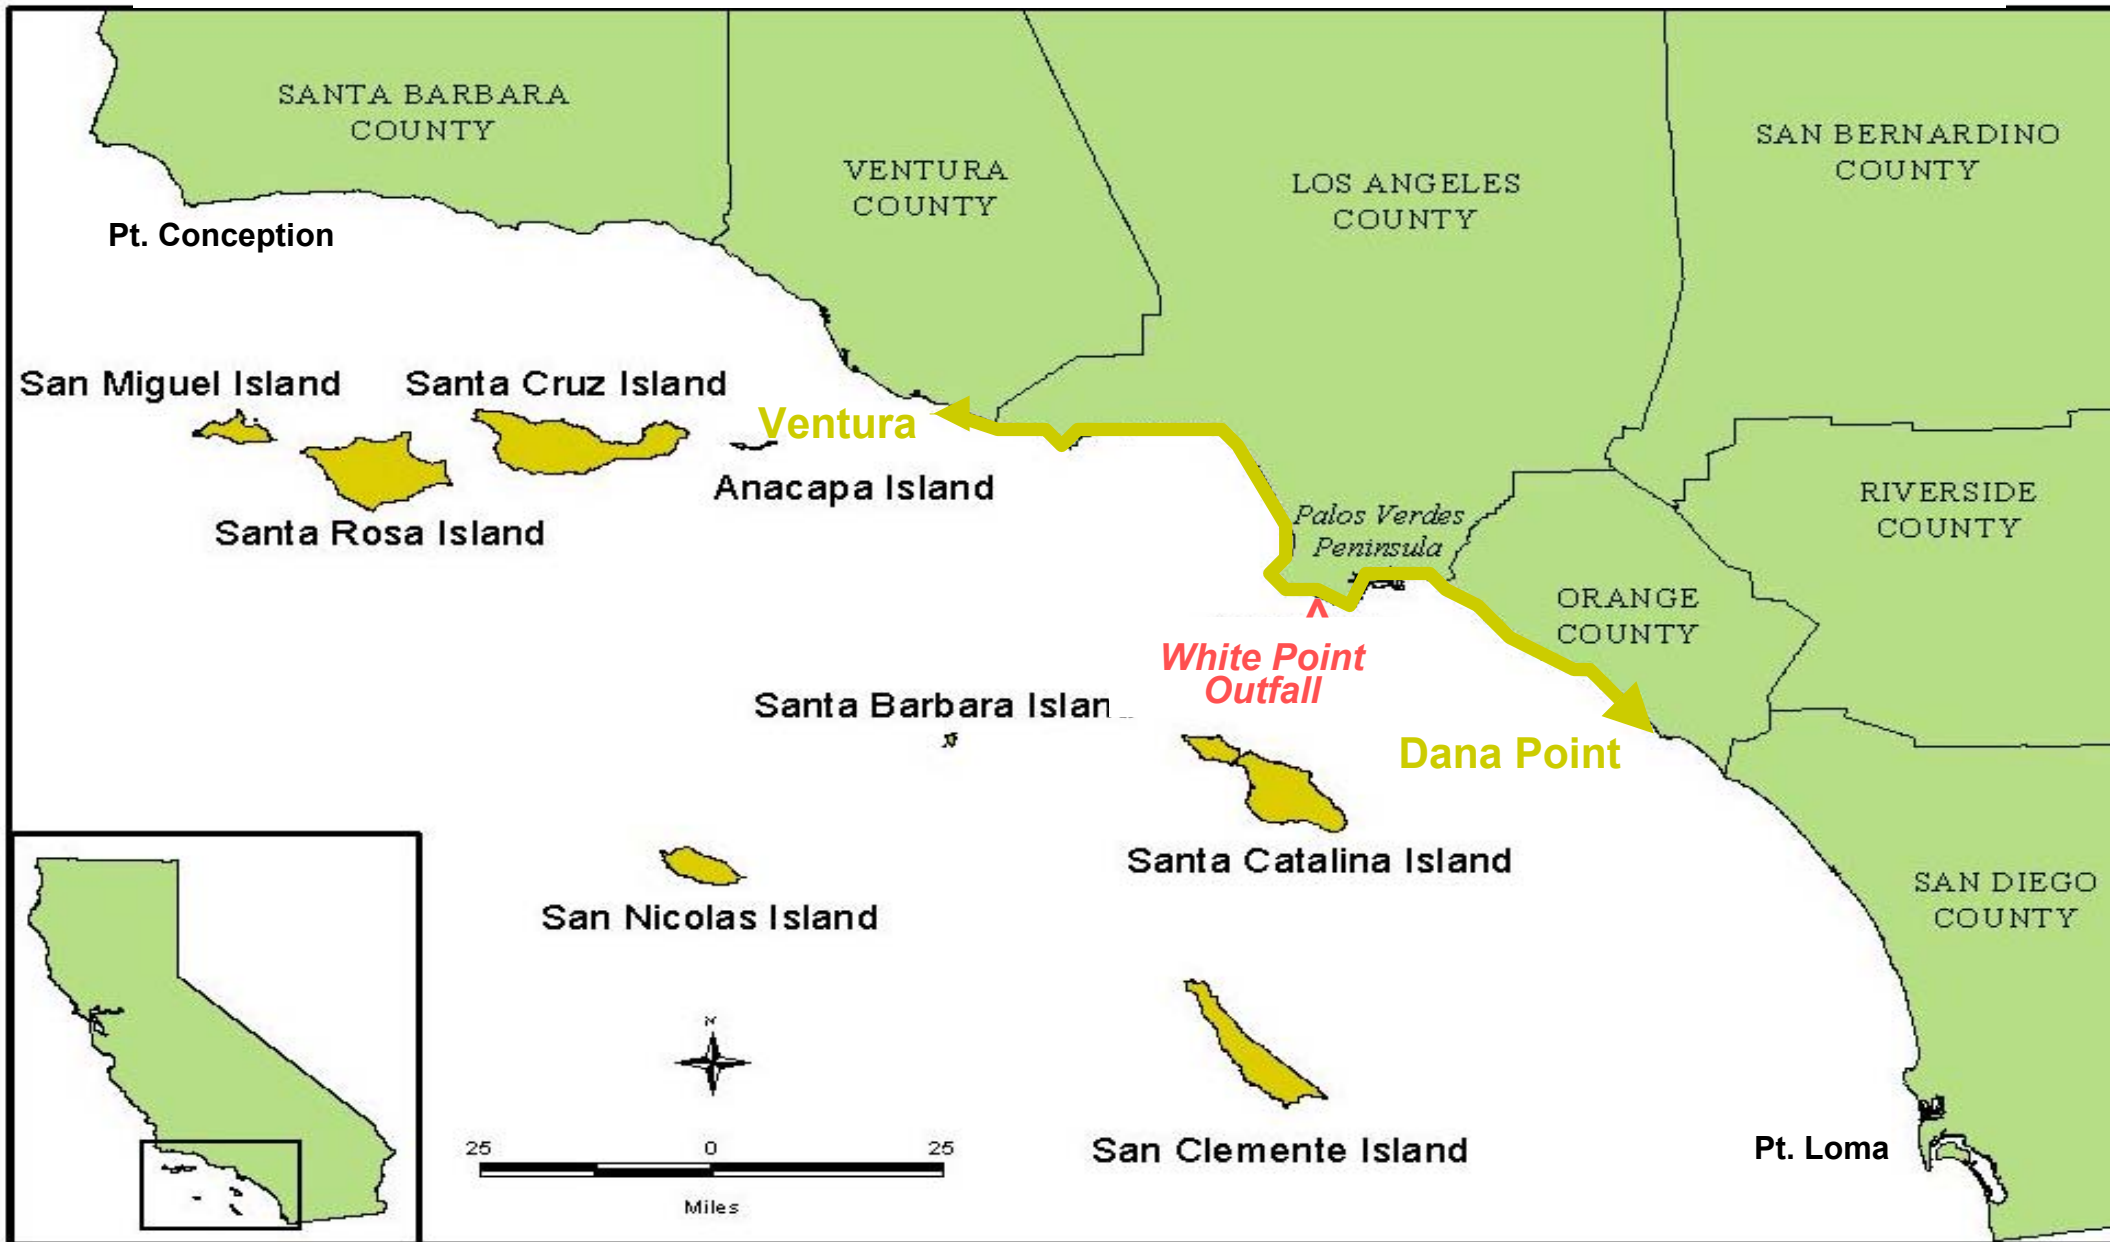 SANTA BARBARA
COUNTY
VENTURA
COUNTY
LOS ANGELES
COUNTY
SAN BERNARDINO
COUNTY
Pt. Conception
San Miguel Island
Santa Cruz Island
Ventura
Anacapa Island
Santa Rosa Island
Palos Verdes
Peninsula
RIVERSIDE
COUNTY
ORANGE
COUNTY
White Point
Outfall
Santa Barbara Islan
Dana Point
Santa Catalina Island
San Nicolas Island
SAN DIEGO
COUNTY
N
25 0 25
Miles
San Clemente Island
Pt. Loma